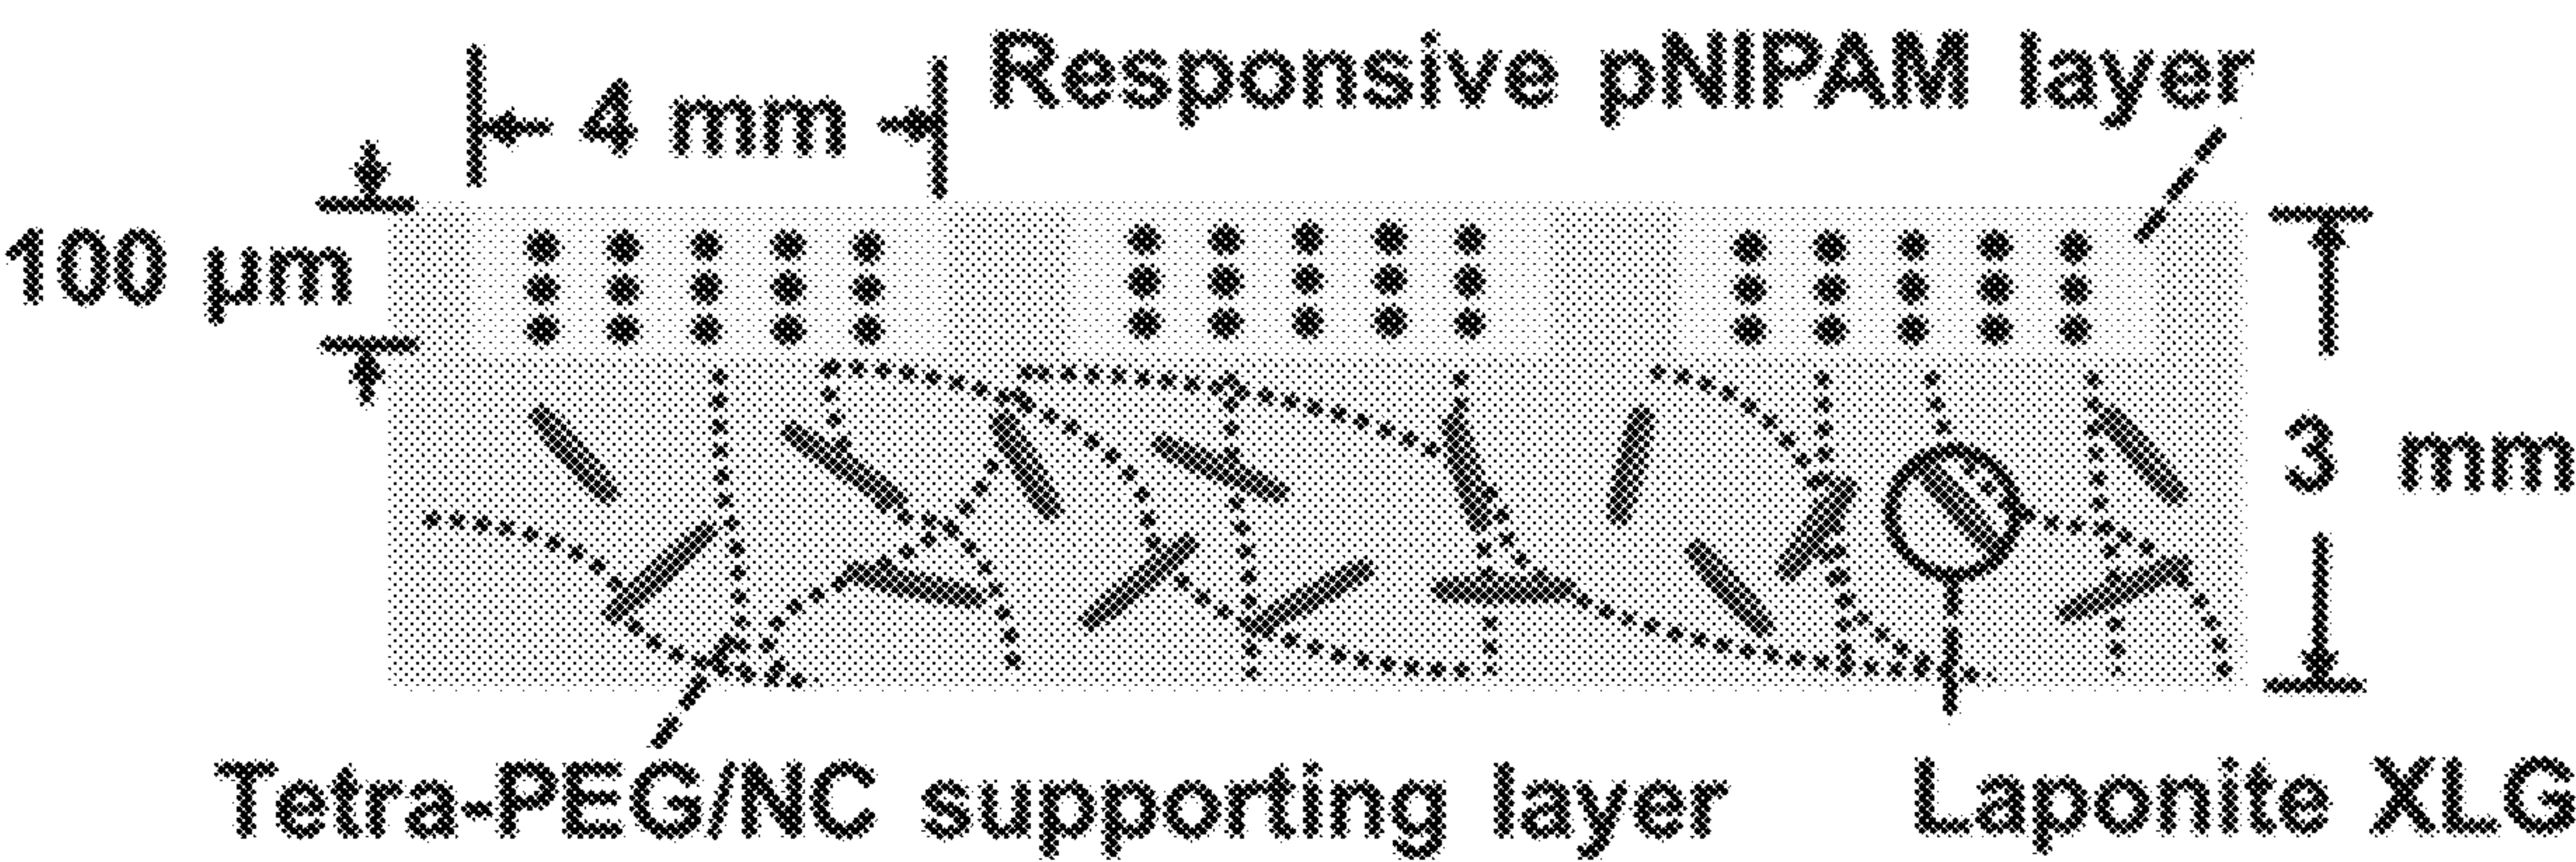 Responsive pNIPAM layer
4 mm
100 µm
3 mm
Tetra-PEG/NC supporting layer
Laponite XLG